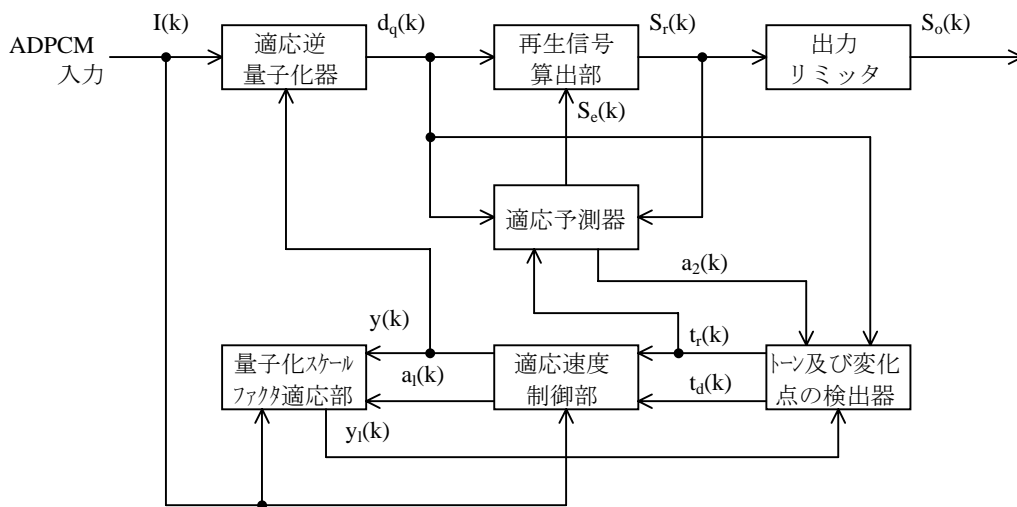 I(k)
d_q(k)
S_r(k)
S_o(k)
ADPCM
入力
適応逆
量子化器
再生信号
算出部
出力
リミッタ
S_e(k)
適応予測器
a_2(k)
y(k)
t_r(k)
量子化スケール
ファクタ適応部
a_l(k)
適応速度
制御部
t_d(k)
トーン及び変化
点の検出器
y_l(k)